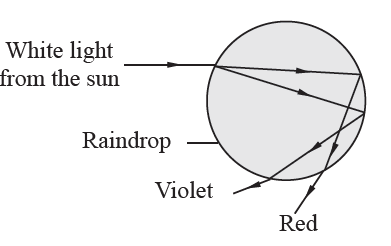 White light
from the sun
Raindrop
Violet
Red